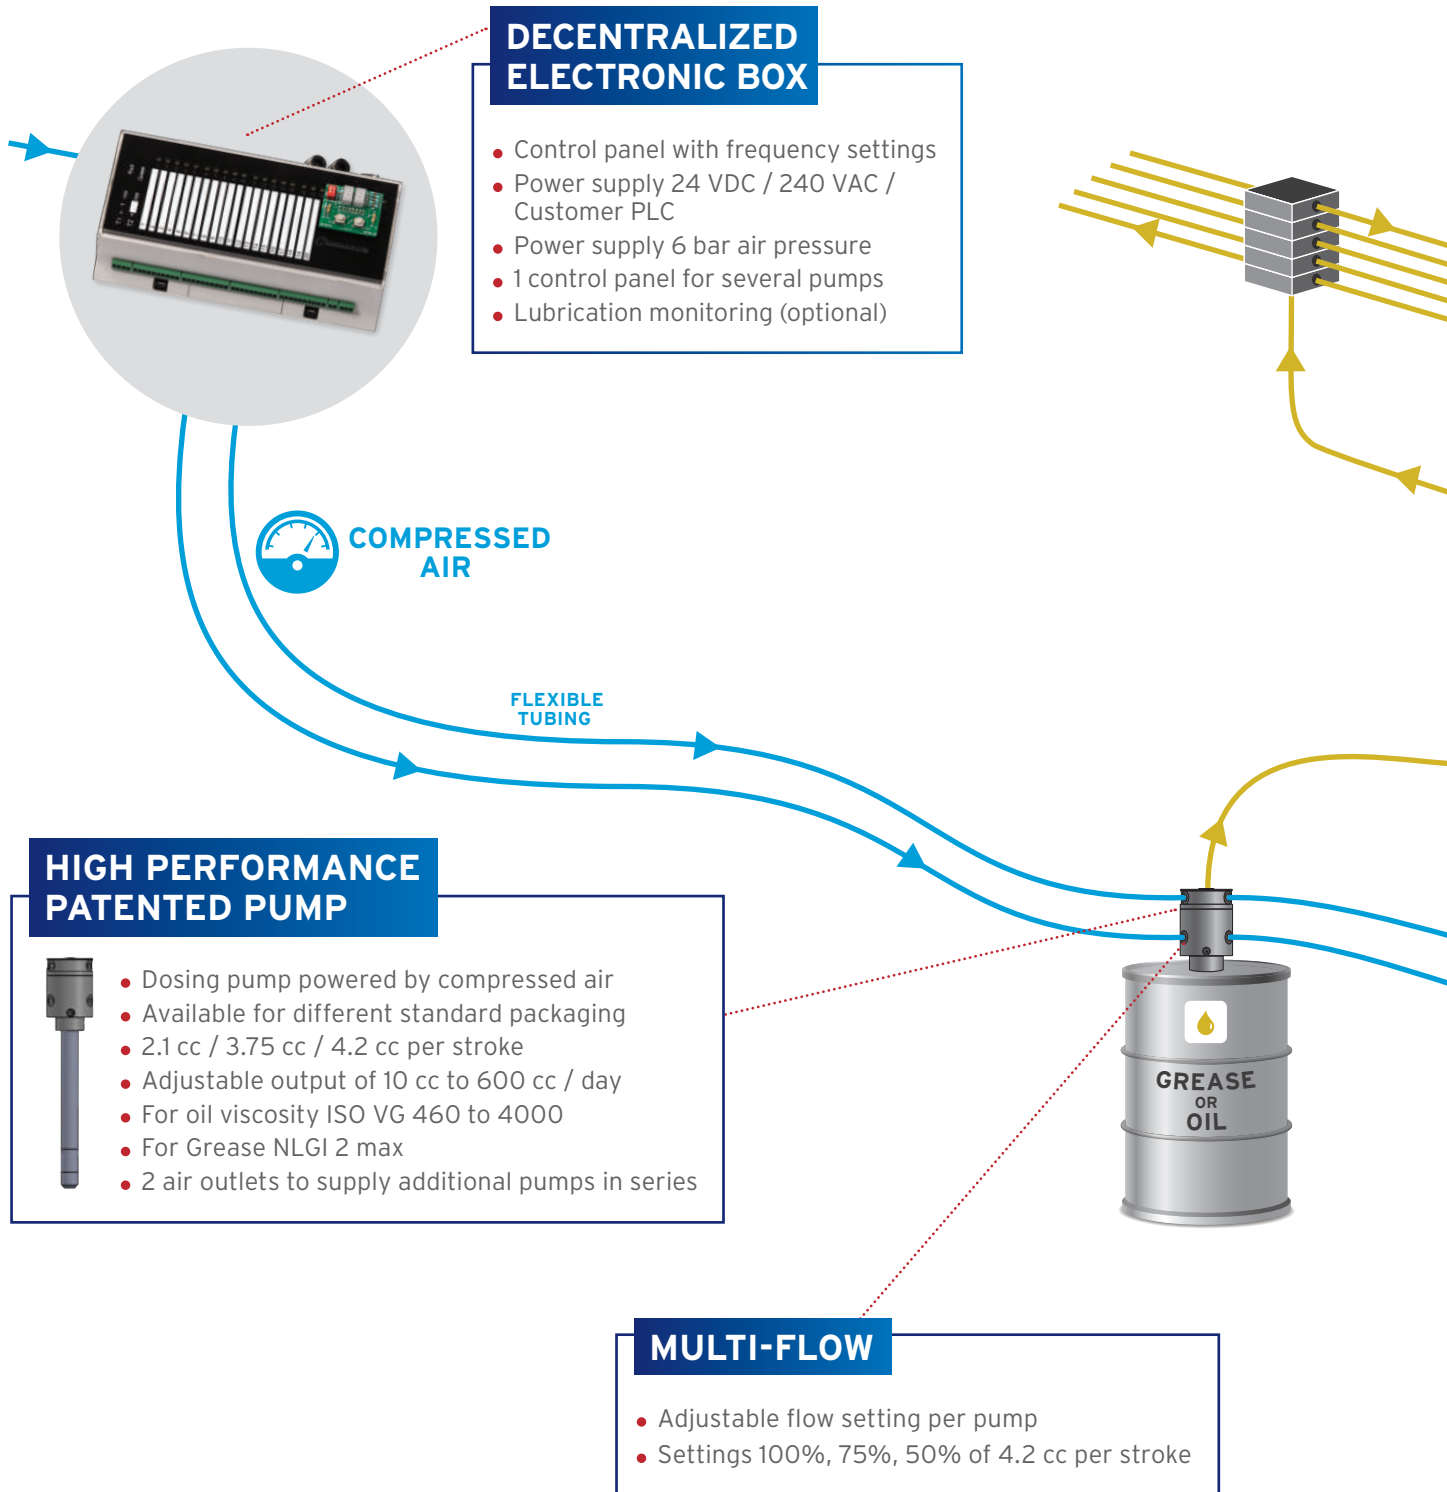 DECENTRALIZED
ELECTRONIC BOX
Control panel with frequency settings
Power supply 24 VDC / 240 VAC /
Customer PLC
Power supply 6 bar air pressure
1 control panel for several pumps
Lubrication monitoring (optional)
COMPRESSED
AIR
FLEXIBLE
TUBING
HIGH PERFORMANCE
PATENTED PUMP
Dosing pump powered by compressed air
Available for different standard packaging
2.1 cc / 3.75 cc / 4.2 cc per stroke
Adjustable output of 10 cc to 600 cc / day
For oil viscosity ISO VG 460 to 4000
For Grease NLGI 2 max
2 air outlets to supply additional pumps in series
GREASE
OR
OIL
MULTI-FLOW
Adjustable flow setting per pump
Settings 100%, 75%, 50% of 4.2 cc per stroke